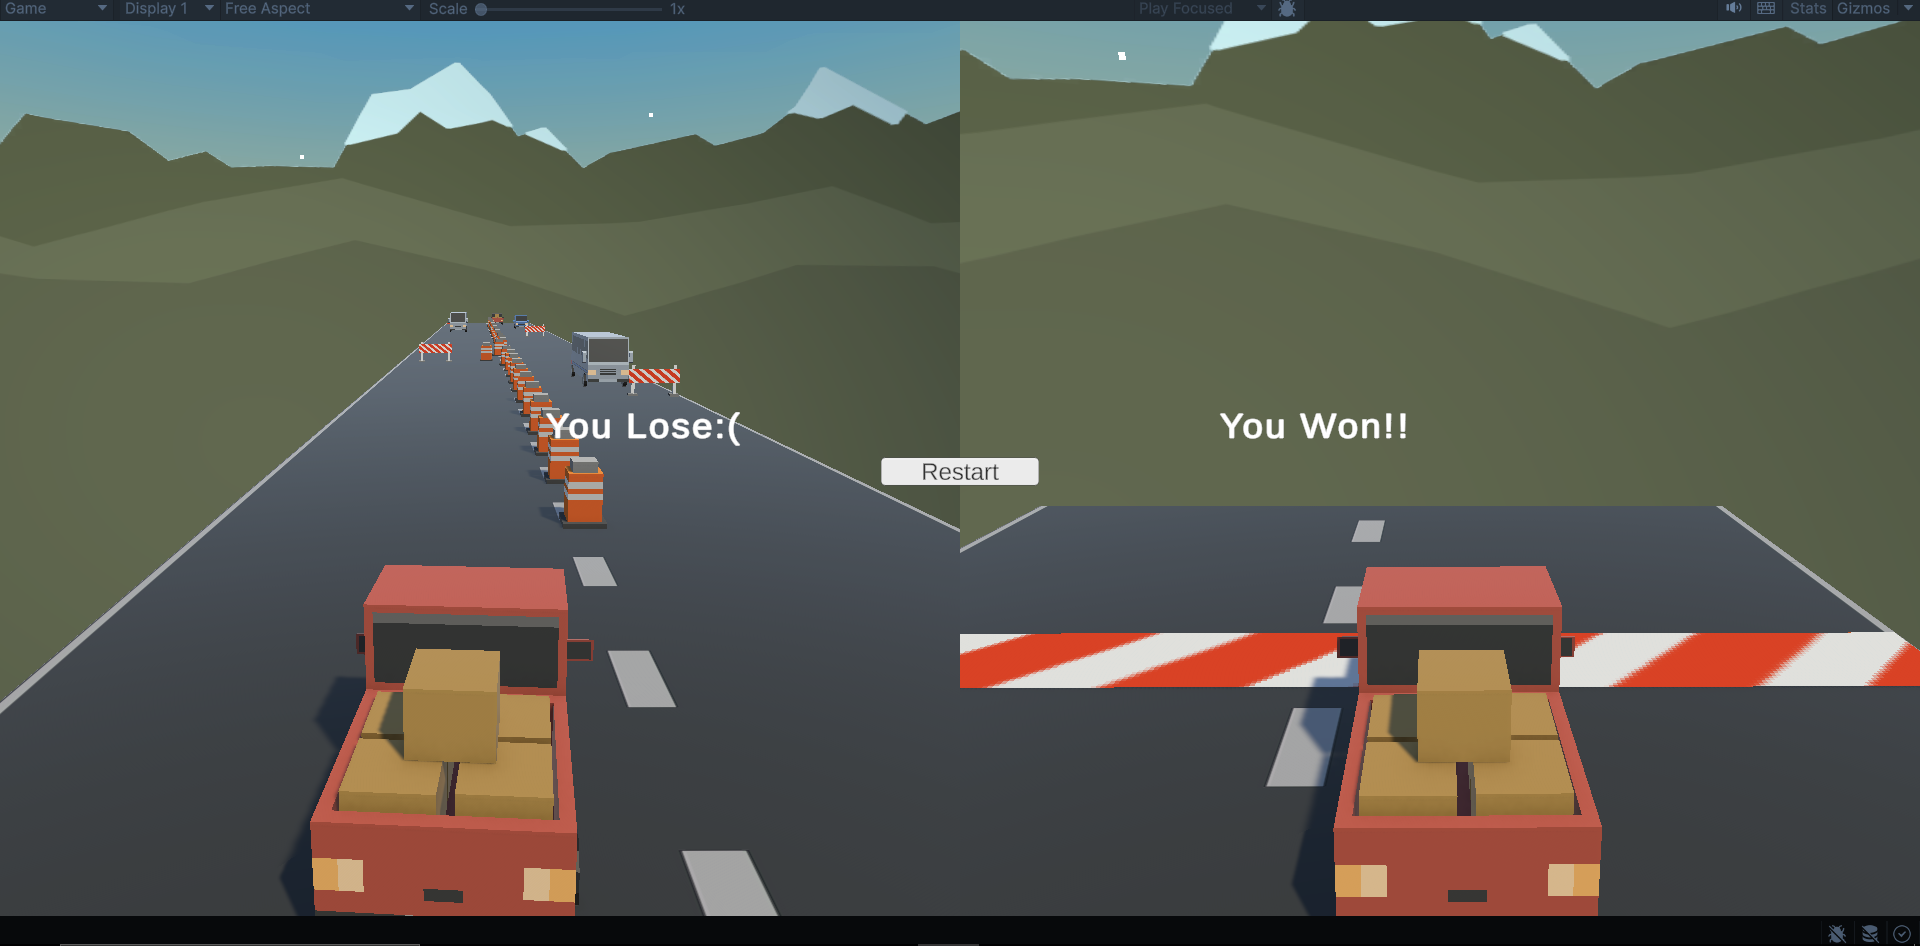 Game Display 1 Free Aspect Scale 1x Play Focused Stats Gizmos
You Lose:( You Won!!
Restart